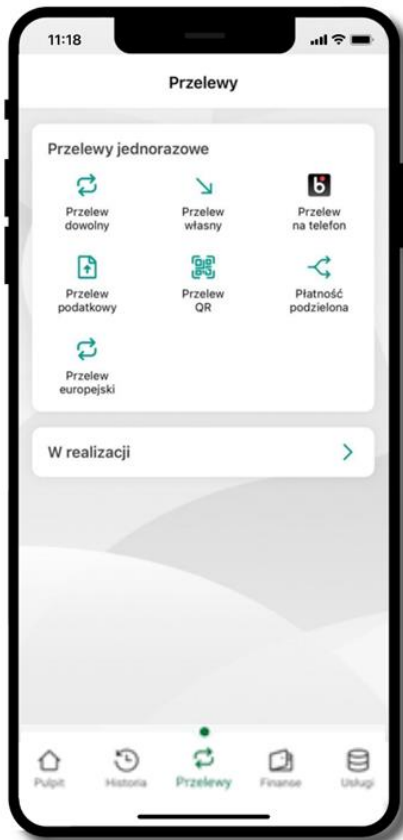 11:18
Przelewy
Przelewy jednorazowe
Przelew
dowolny
Przelew
własny
Przelew
na telefon
Przelew
podatkowy
Przelew
QR
Płatność
podzielona
Przelew
europejski
W realizacji
Pulpit
Historia
Przelewy
Finanse
Usługi